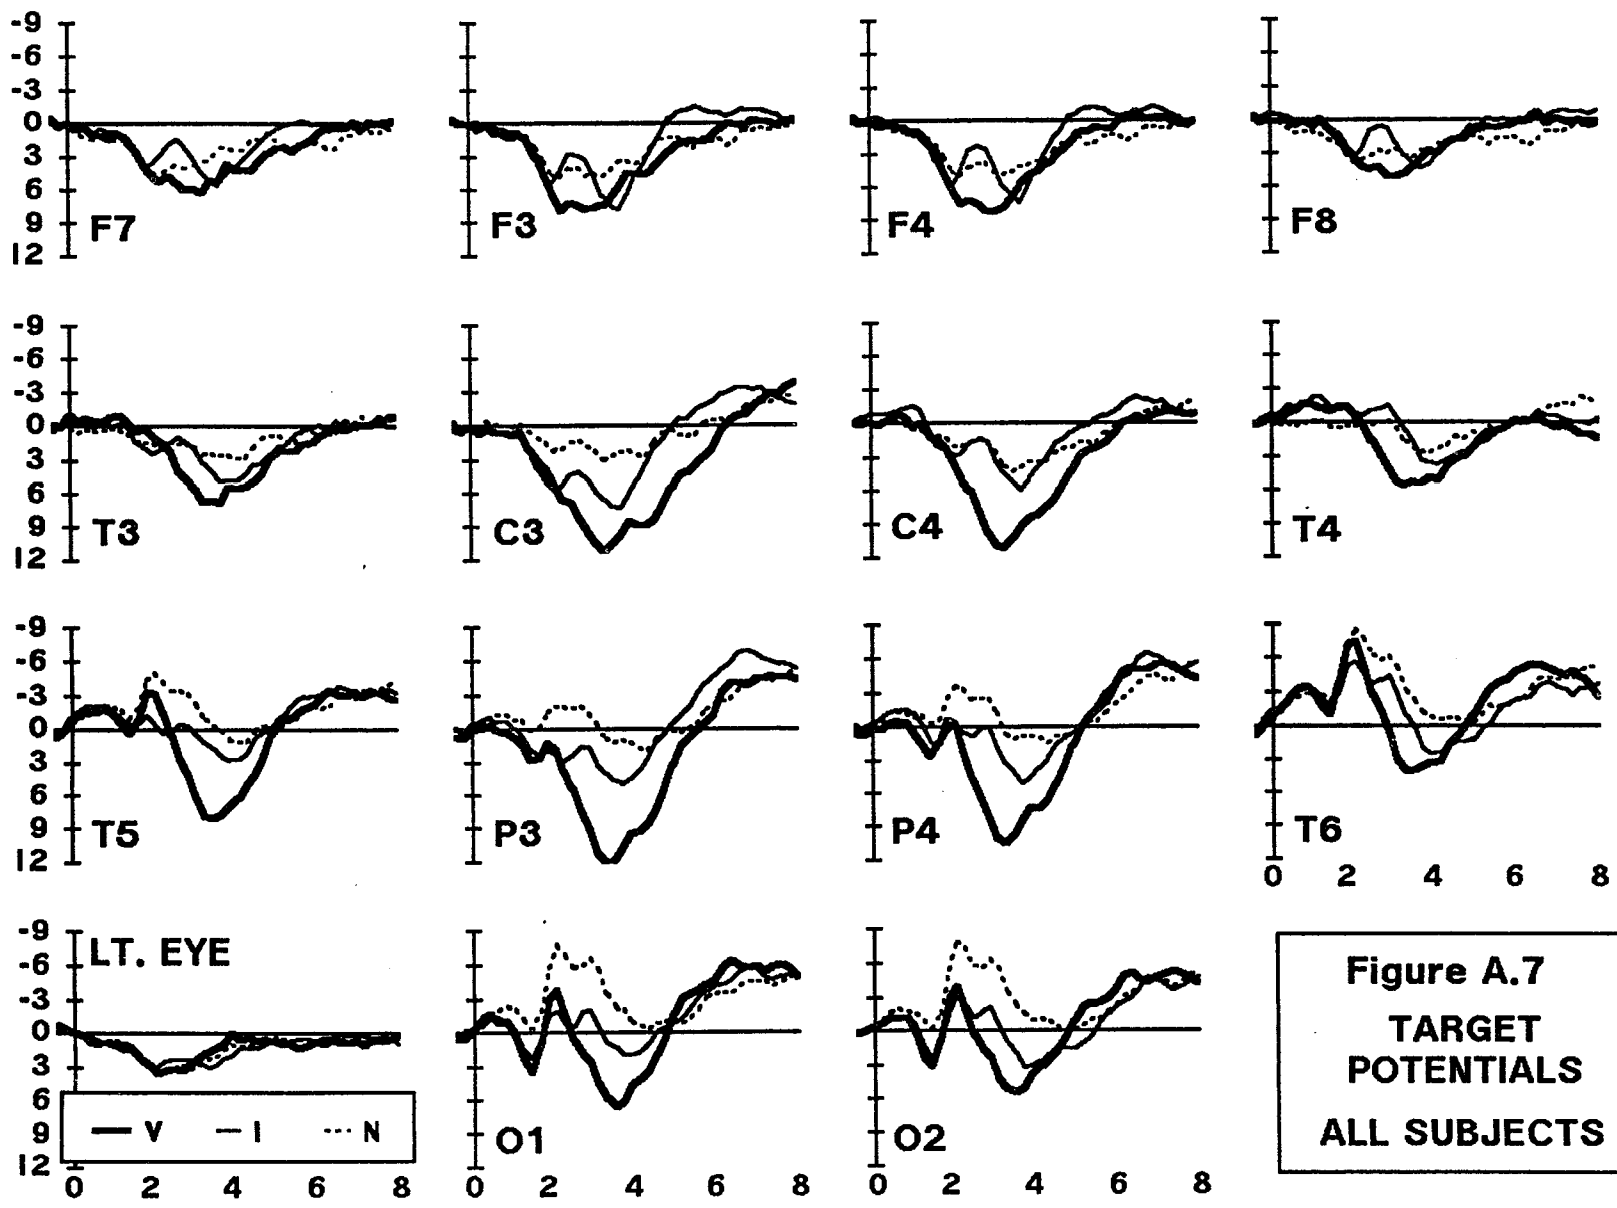 -9
-6
-3
0
3
6
9
12
F7
F3
F4
F8
-9
-6
-3
0
3
6
9
12
T3
C3
C4
T4
-9
-6
-3
0
3
6
9
12
T5
P3
P4
T6
0 2 4 6 8
-9
-6
-3
0
3
6
9
12
LT. EYE
V I N
0 2 4 6 8
O1
0 2 4 6 8
O2
0 2 4 6 8
Figure A.7
TARGET
POTENTIALS
ALL SUBJECTS